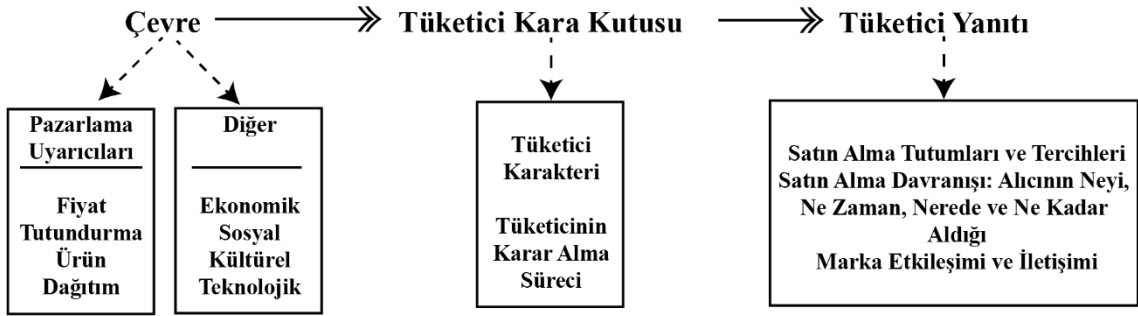 Çevre
Tüketici Kara Kutusu
Tüketici Yanıtı
Pazarlama
Uyarıcıları
Fiyat
Tutundurma
Ürün
Dağıtım
Diğer
Ekonomik
Sosyal
Kültürel
Teknolojik
Tüketici
Karakteri
Tüketicinin
Karar Alma
Süreci
Satın Alma Tutumları ve Tercihleri
Satın Alma Davranışı: Alıcının Neyi,
Ne Zaman, Nerede ve Ne Kadar
Aldığı
Marka Etkileşimi ve İletişimi